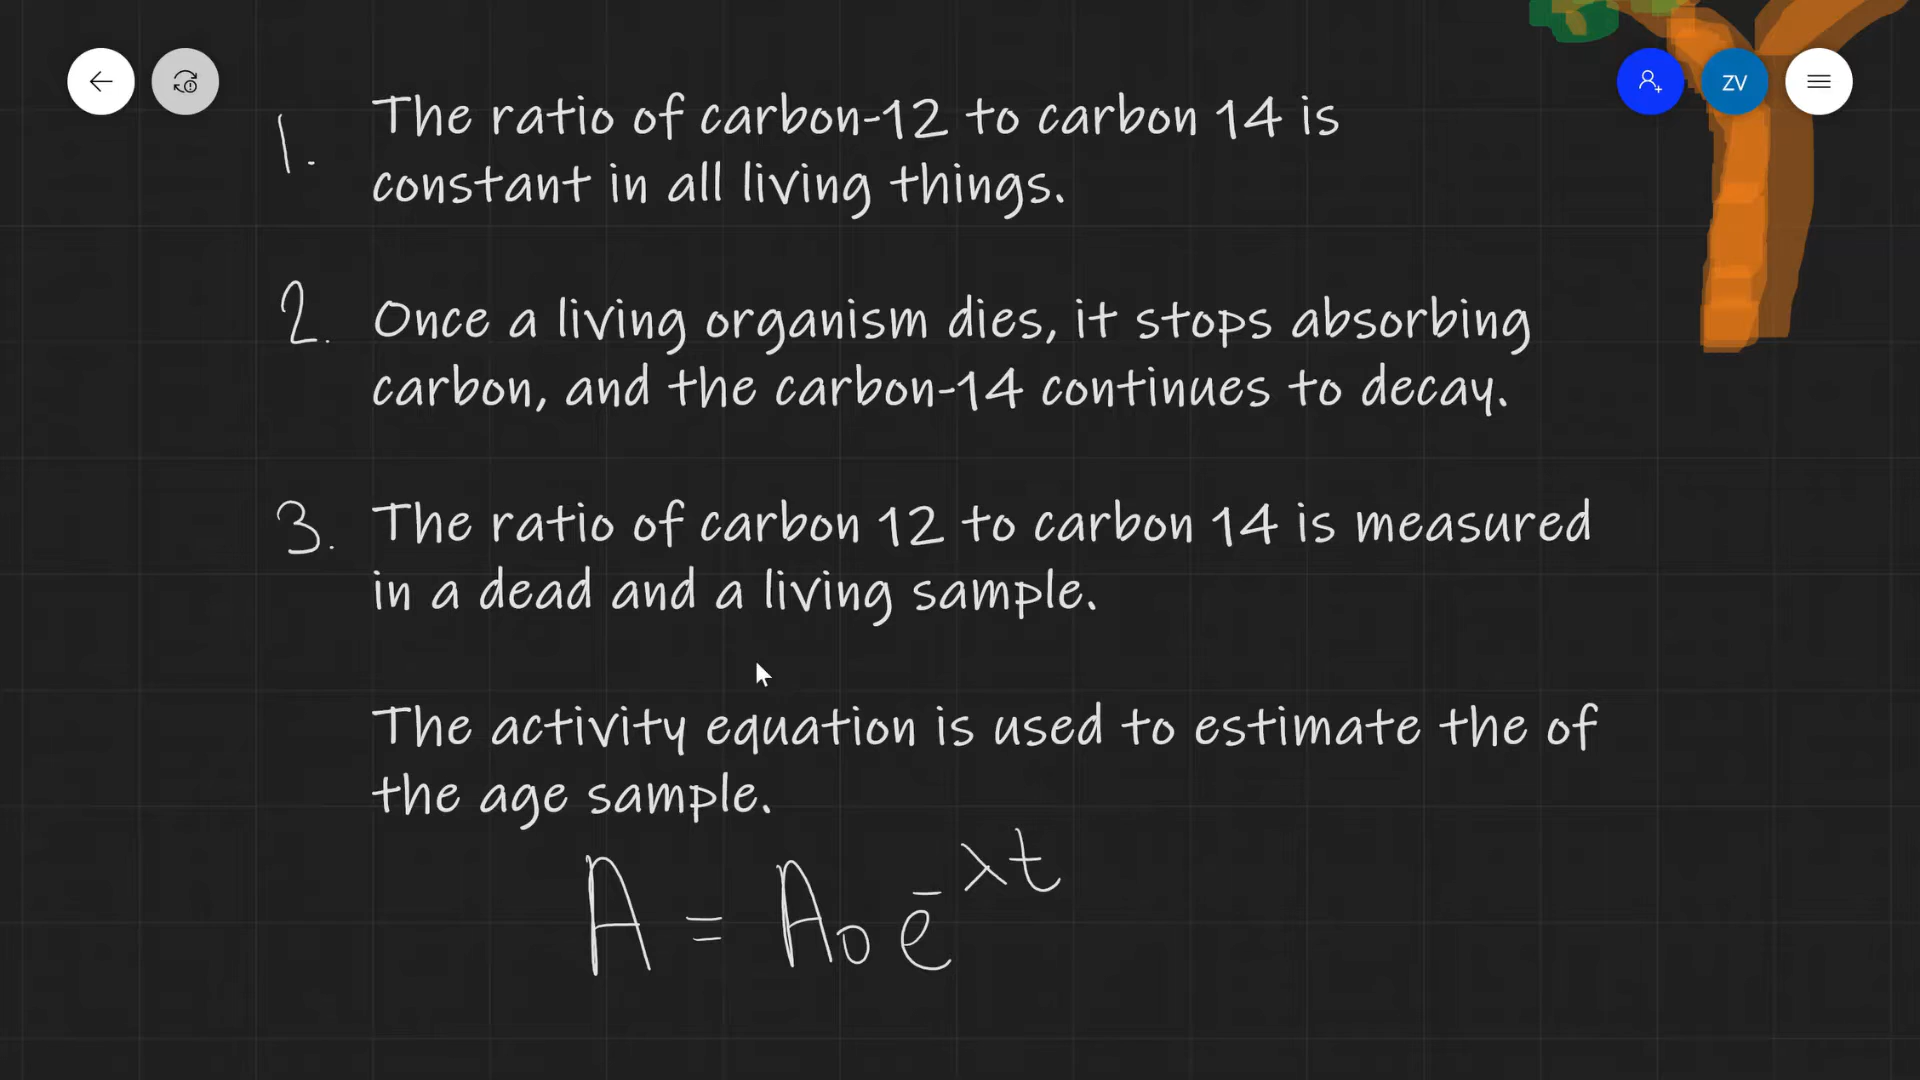 ZV
1. The ratio of carbon-12 to carbon 14 is
constant in all living things.
2. Once a living organism dies, it stops absorbing
carbon, and the carbon-14 continues to decay.
3. The ratio of carbon 12 to carbon 14 is measured
in a dead and a living sample.
The activity equation is used to estimate the of
the age sample.
A = A₀ e^-λt